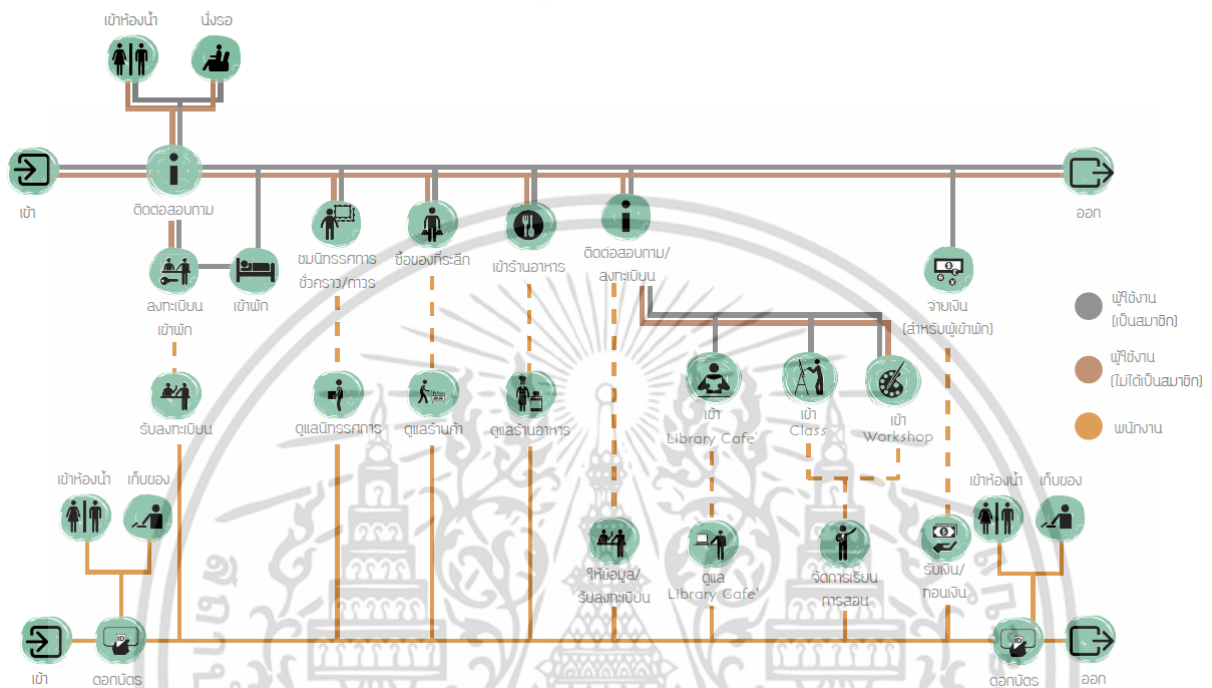 เข้าห้องน้ำ
นั่งรอ
เข้า
ติดต่อสอบถาม
ออก
ลงทะเบียน
เข้าพัก
เข้าพัก
ชมนิทรรศการ
ชั่วคราว/ถาวร
ซื้อของที่ระลึก
เข้าร้านอาหาร
ติดต่อสอบถาม/
ลงทะเบียน
จ่ายเงิน
(สำหรับผู้เข้าพัก)
ผู้ใช้งาน
(เป็นสมาชิก)
ผู้ใช้งาน
(ไม่ได้เป็นสมาชิก)
พนักงาน
รับลงทะเบียน
ดูแลนิทรรศการ
ดูแลร้านค้า
ดูแลร้านอาหาร
เข้า
Library Cafe'
เข้า
Class
เข้า
Workshop
เข้าห้องน้ำ
เก็บของ
ให้ข้อมูล/
รับลงทะเบียน
ดูแล
Library Cafe'
จัดการเรียน
การสอน
รับเงิน/
ทอนเงิน
เข้าห้องน้ำ
เก็บของ
เข้า
ID
ตอกบัตร
ID
ตอกบัตร
ออก